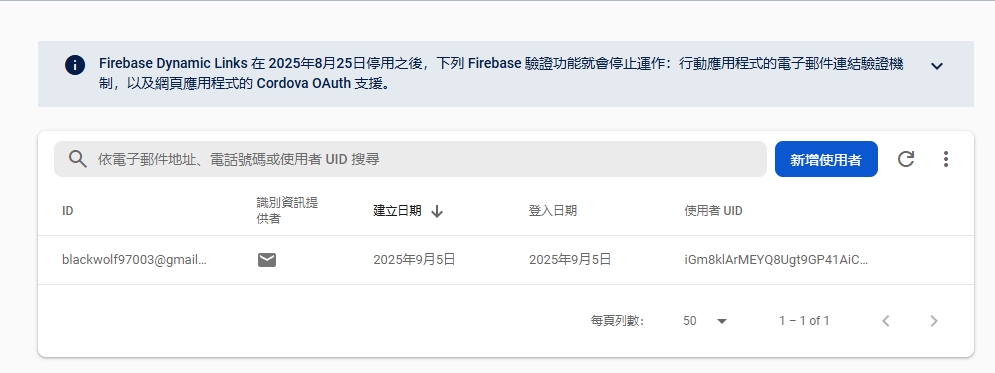 Firebase Dynamic Links 在 2025年8月25日停用之後，下列 Firebase 驗證功能就會停止運作：行動應用程式的電子郵件連結驗證機
制，以及網頁應用程式的 Cordova OAuth 支援。
依電子郵件地址、電話號碼或使用者 UID 搜尋
新增使用者
ID
識別資訊提
供者
建立日期
登入日期
使用者 UID
blackwolf97003@gmail...
2025年9月5日
2025年9月5日
iGm8klArMEYQ8Ugt9GP41AiC...
每頁列數：
50
1 – 1 of 1